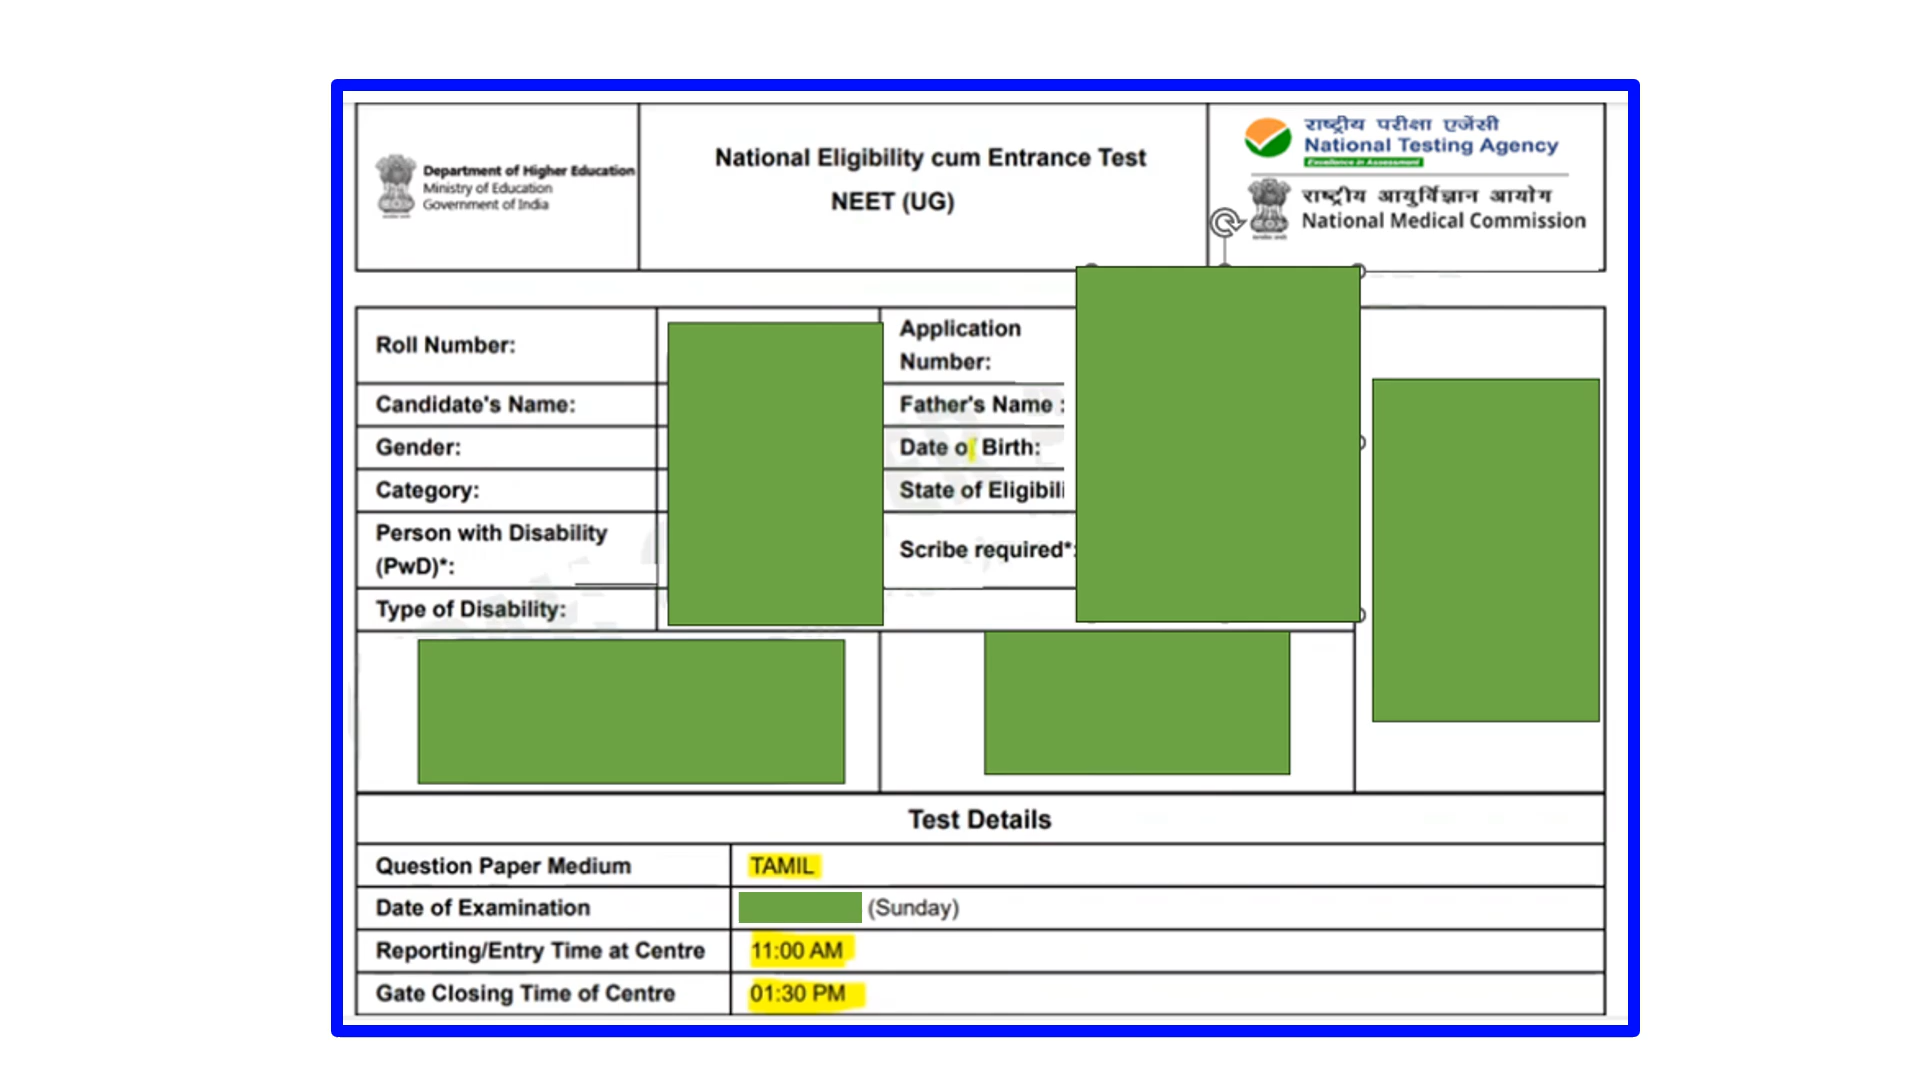 Department of Higher Education
Ministry of Education
Government of India
National Eligibility cum Entrance Test
NEET (UG)
राष्ट्रीय परीक्षा एजेंसी
National Testing Agency
Excellence in Assessment
राष्ट्रीय आयुर्विज्ञान आयोग
National Medical Commission
Roll Number:
Application
Number:
Candidate's Name:
Father's Name :
Gender:
Date of Birth:
Category:
State of Eligibili
Person with Disability
(PwD)*:
Scribe required*:
Type of Disability:
Test Details
Question Paper Medium TAMIL
Date of Examination (Sunday)
Reporting/Entry Time at Centre 11:00 AM
Gate Closing Time of Centre 01:30 PM